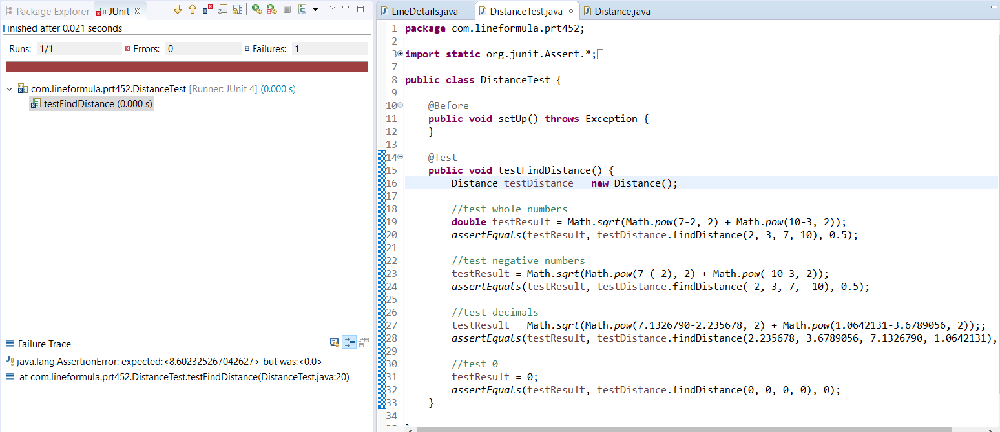 Package Explorer JUnit
Finished after 0.021 seconds
Runs: 1/1 Errors: 0 Failures: 1
com.lineformula.prt452.DistanceTest [Runner: JUnit 4] (0.000 s)
testFindDistance (0.000 s)
Failure Trace
java.lang.AssertionError: expected:<8.602325267042627> but was:<0.0>
at com.lineformula.prt452.DistanceTest.testFindDistance(DistanceTest.java:20)
LineDetails.java DistanceTest.java Distance.java
1 package com.lineformula.prt452;
2
3 import static org.junit.Assert.*;
7
8 public class DistanceTest {
9
10 @Before
11 public void setUp() throws Exception {
12 }
13
14 @Test
15 public void testFindDistance() {
16 Distance testDistance = new Distance();
17
18 //test whole numbers
19 double testResult = Math.sqrt(Math.pow(7-2, 2) + Math.pow(10-3, 2));
20 assertEquals(testResult, testDistance.findDistance(2, 3, 7, 10), 0.5);
21
22 //test negative numbers
23 testResult = Math.sqrt(Math.pow(7-(-2), 2) + Math.pow(-10-3, 2));
24 assertEquals(testResult, testDistance.findDistance(-2, 3, 7, -10), 0.5);
25
26 //test decimals
27 testResult = Math.sqrt(Math.pow(7.1326790-2.235678, 2) + Math.pow(1.0642131-3.6789056, 2));;
28 assertEquals(testResult, testDistance.findDistance(2.235678, 3.6789056, 7.1326790, 1.0642131),
29
30 //test 0
31 testResult = 0;
32 assertEquals(testResult, testDistance.findDistance(0, 0, 0, 0), 0);
33 }
34